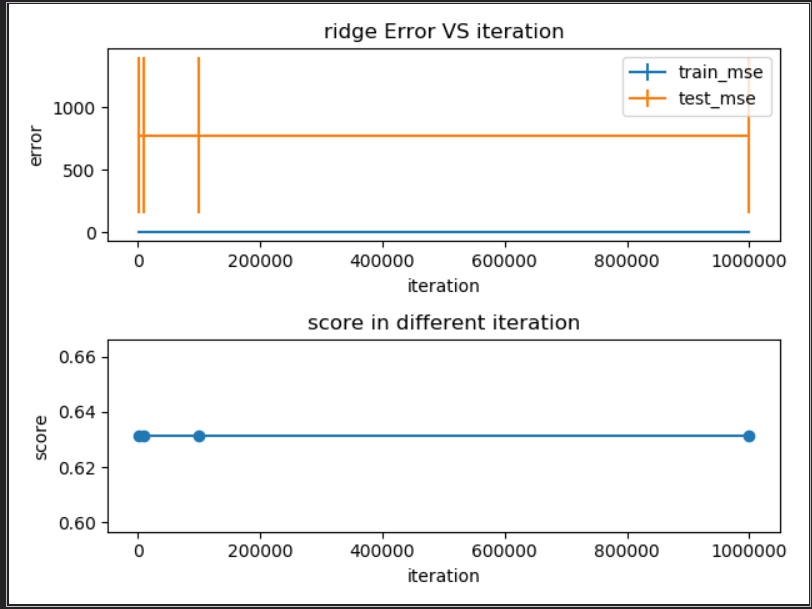 ridge Error VS iteration
train_mse
test_mse
1000
500
0
error
0 200000 400000 600000 800000 1000000
iteration
score in different iteration
0.66
0.64
0.62
0.60
score
0 200000 400000 600000 800000 1000000
iteration